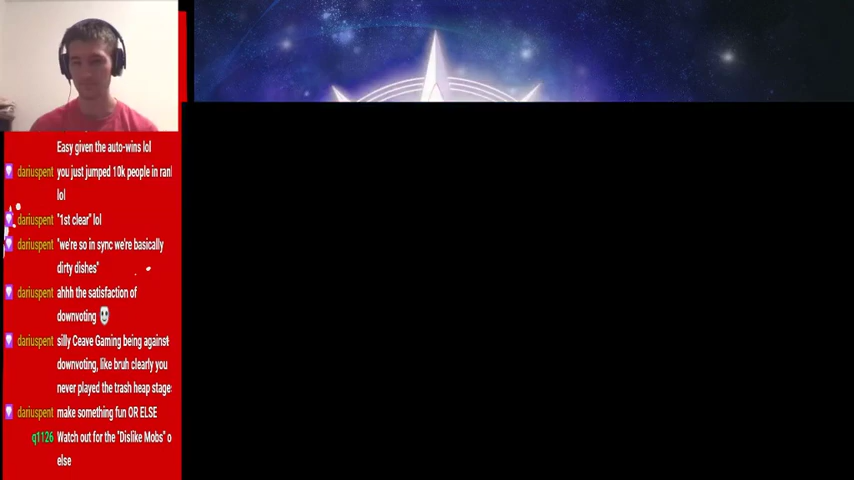 Easy given the auto-wins lol
dariuspent you just jumped 10k people in ran
lol
dariuspent "1st clear" lol
dariuspent "we're so in sync we're basically
dirty dishes"
dariuspent ahhh the satisfaction of
downvoting
dariuspent silly Ceave Gaming being against
downvoting, like bruh clearly you
never played the trash heap stage
dariuspent make something fun OR ELSE
q1126 Watch out for the "Dislike Mobs" o
else